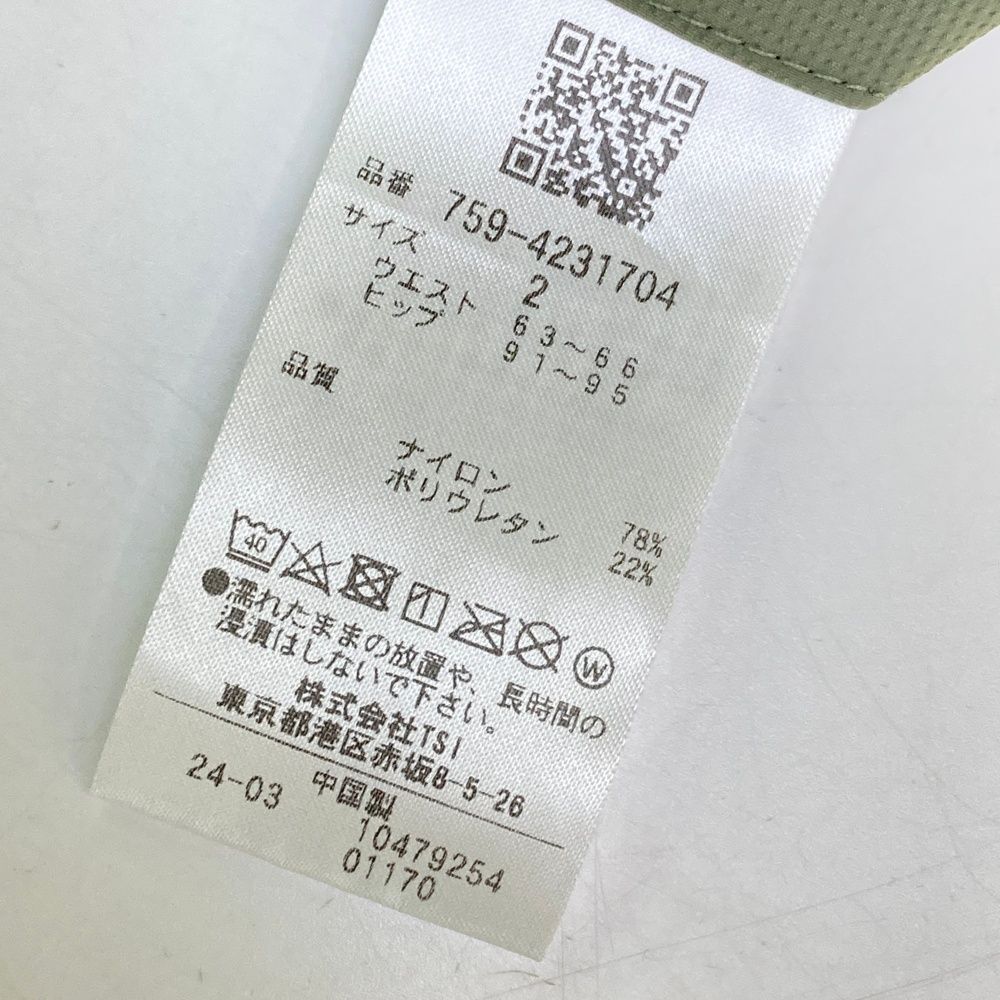 品番 759-4231704
サイズ 2
ウエスト 63～66
ヒップ 91～95
品質
ナイロン 78%
ポリウレタン 22%
40
W
●濡れたままの放置や、長時間の
浸漬はしないで下さい。
株式会社TSI
東京都港区赤坂8-5-26
24-03 中国製
10479254
01170